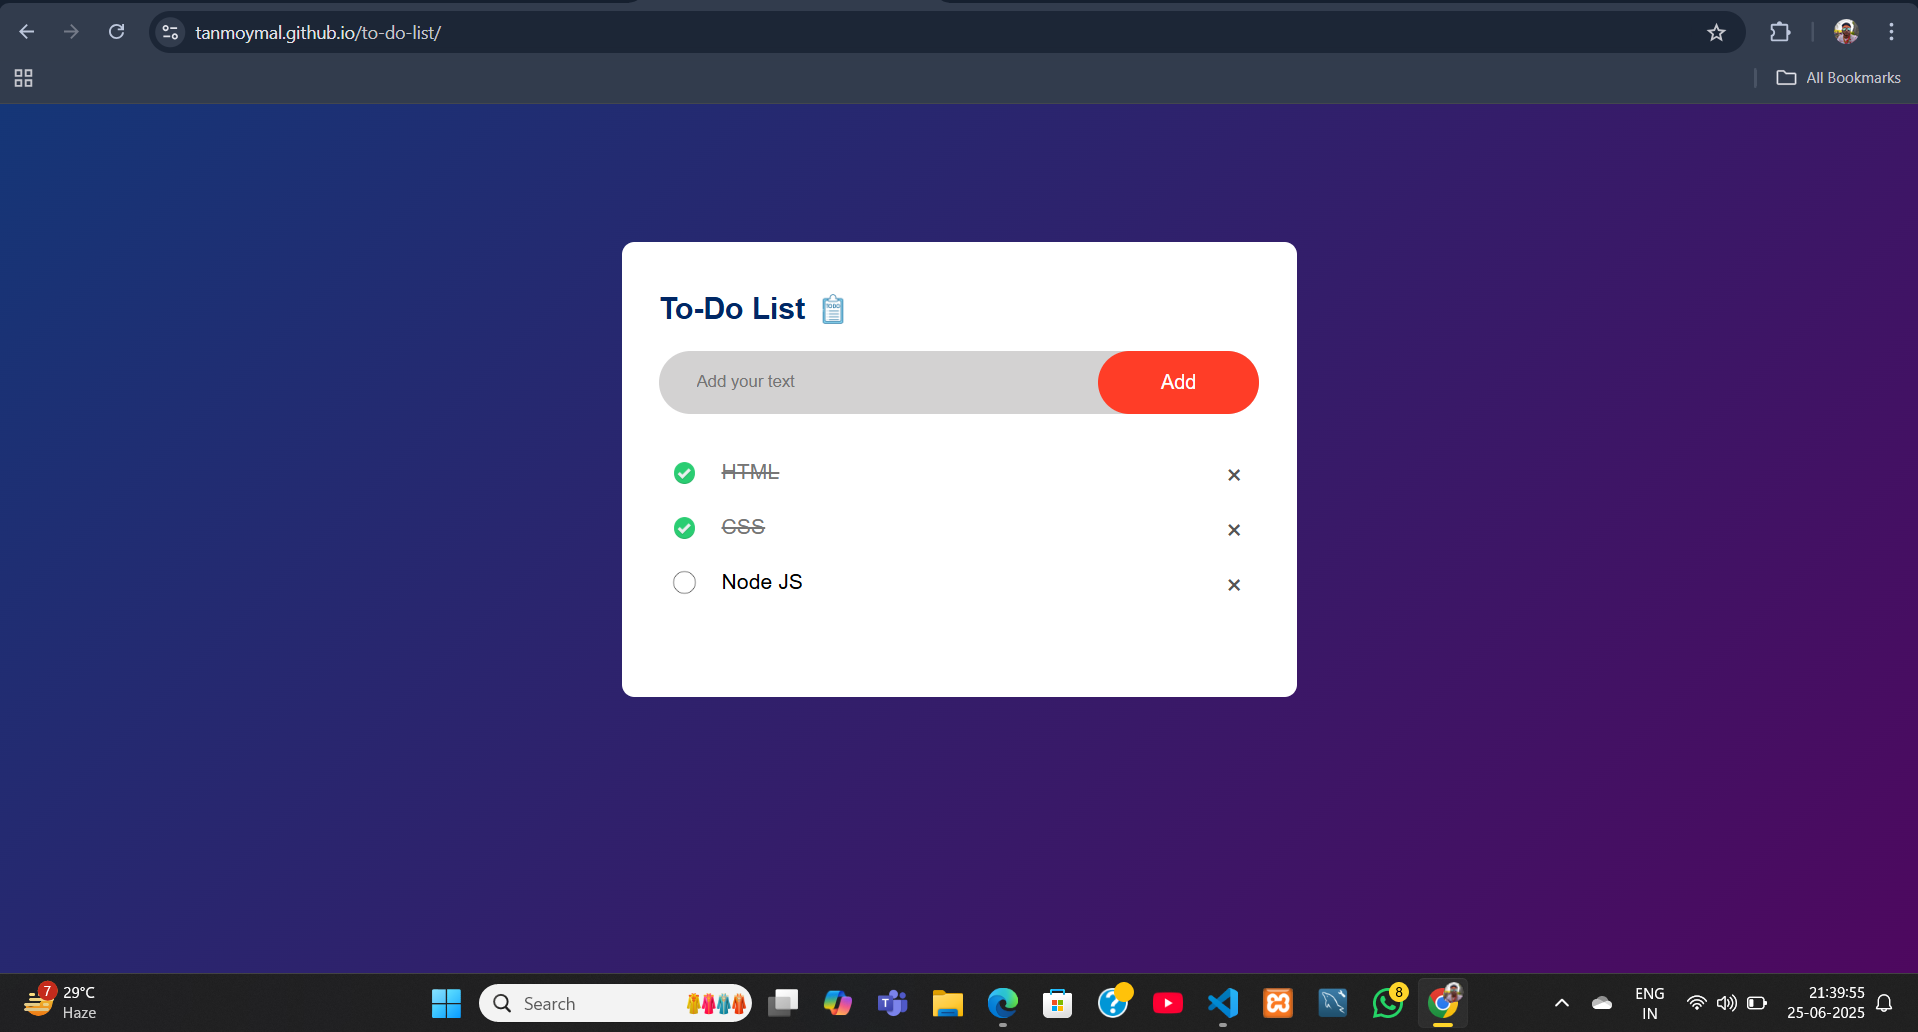 tanmoymal.github.io/to-do-list/
All Bookmarks
To-Do List
Add your text
Add
HTML
CSS
Node JS
7
29°C
Haze
Search
8
ENG
IN
21:39:55
25-06-2025